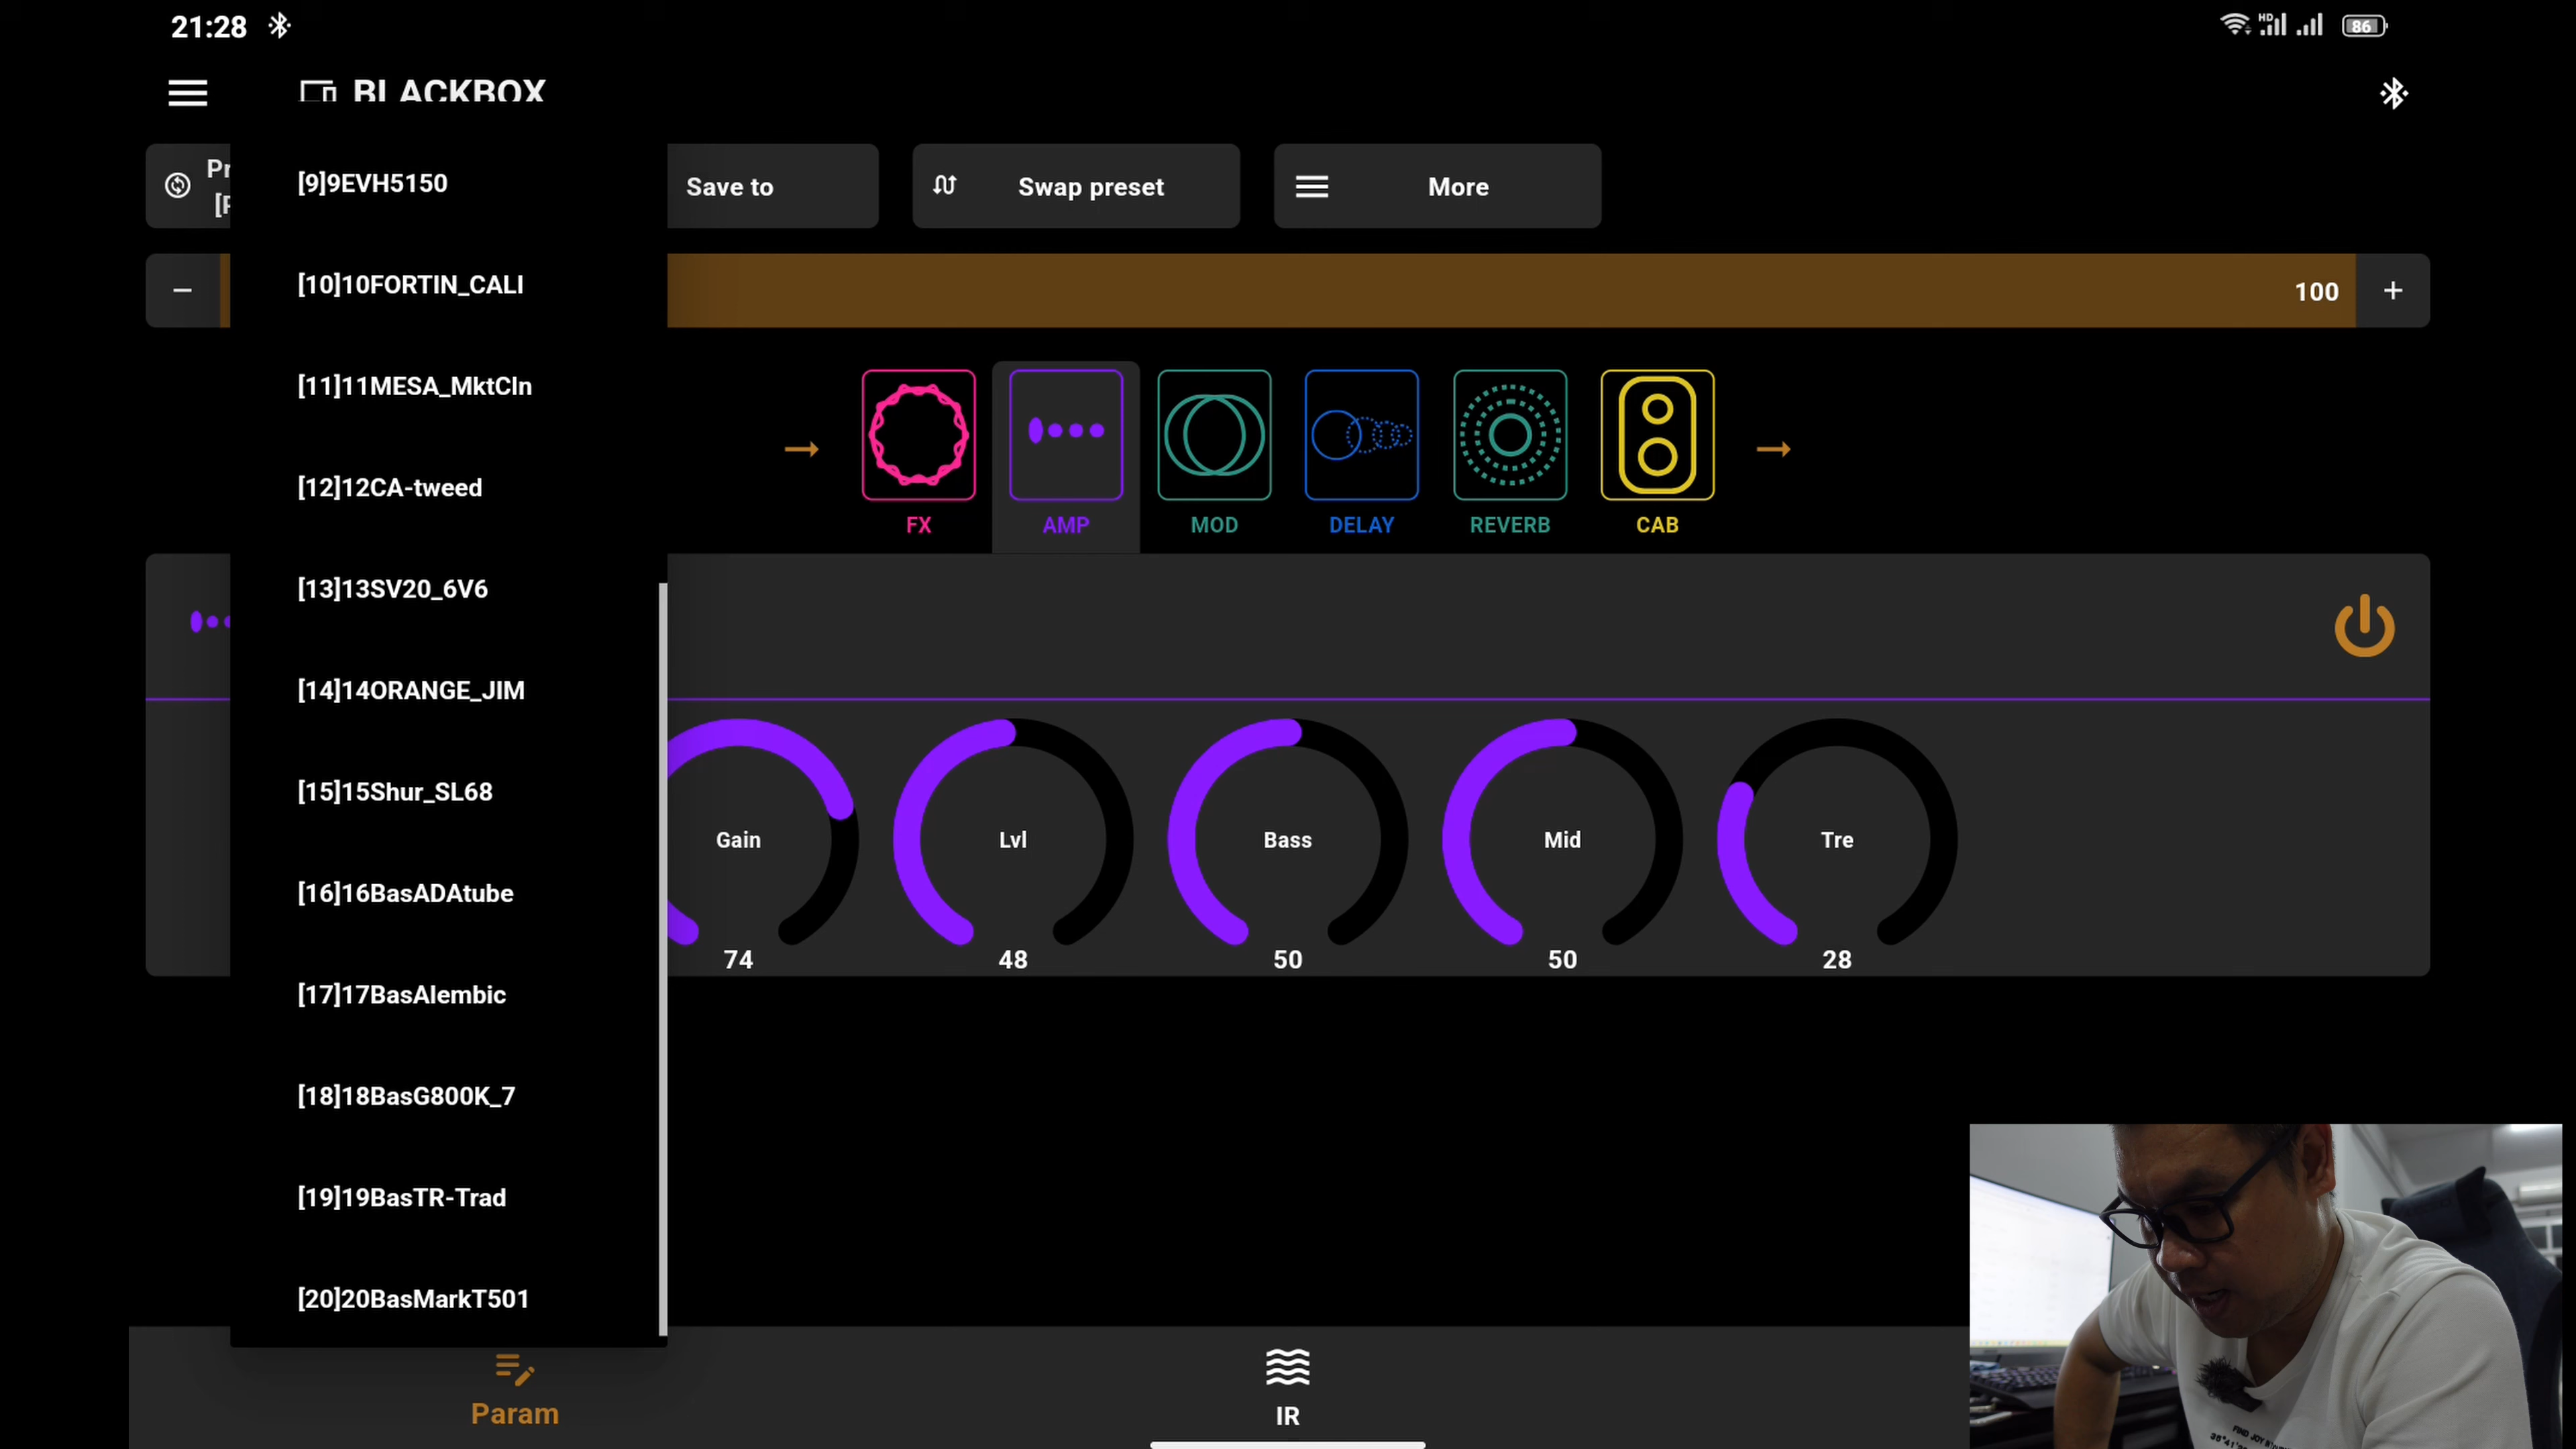 21:28
HD
86
BLACKBOX
Save to
Swap preset
More
100
[9]9EVH5150
[10]10FORTIN_CALI
[11]11MESA_MktCln
[12]12CA-tweed
[13]13SV20_6V6
[14]14ORANGE_JIM
[15]15Shur_SL68
[16]16BasADAtube
[17]17BasAlembic
[18]18BasG800K_7
[19]19BasTR-Trad
[20]20BasMarkT501
FX
AMP
MOD
DELAY
REVERB
CAB
Gain
Lvl
Bass
Mid
Tre
74
48
50
50
28
Param
IR